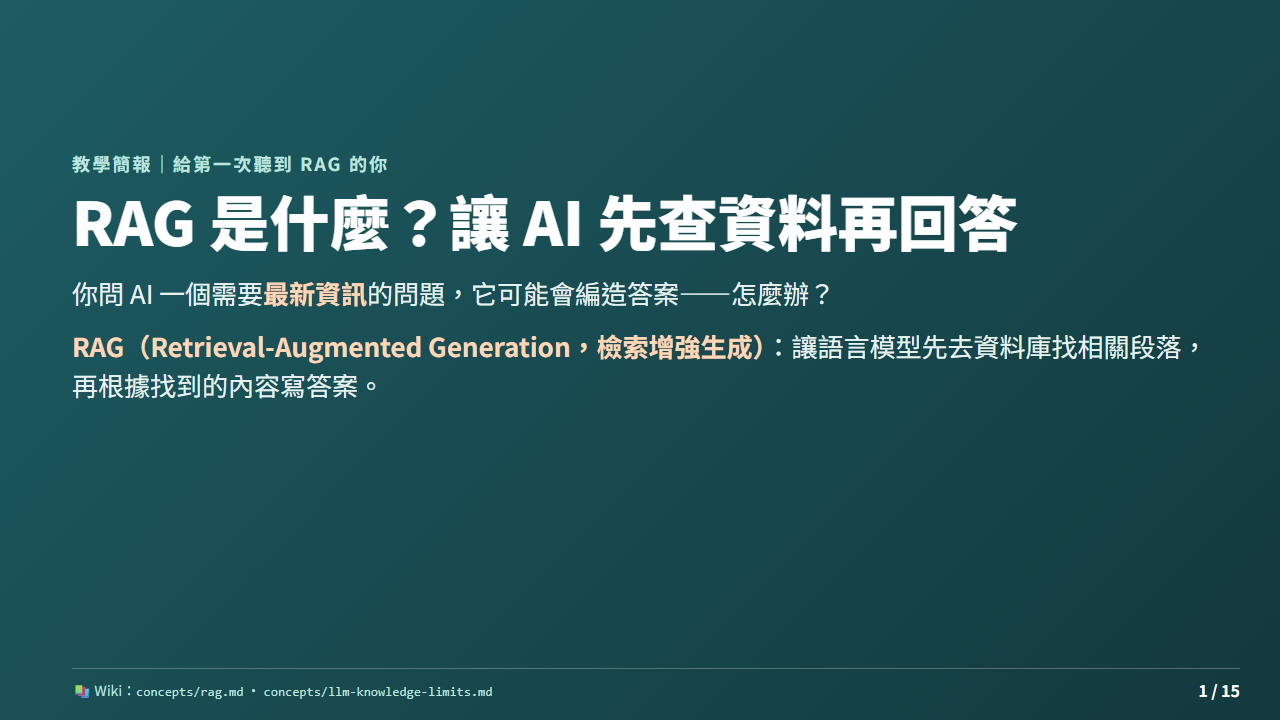 教學簡報｜給第一次聽到 RAG 的你
RAG 是什麼？讓 AI 先查資料再回答
你問 AI 一個需要最新資訊的問題，它可能會編造答案——怎麼辦？
RAG（Retrieval-Augmented Generation，檢索增強生成）：讓語言模型先去資料庫找相關段落，
再根據找到的內容寫答案。
Wiki：concepts/rag.md · concepts/llm-knowledge-limits.md
1 / 15